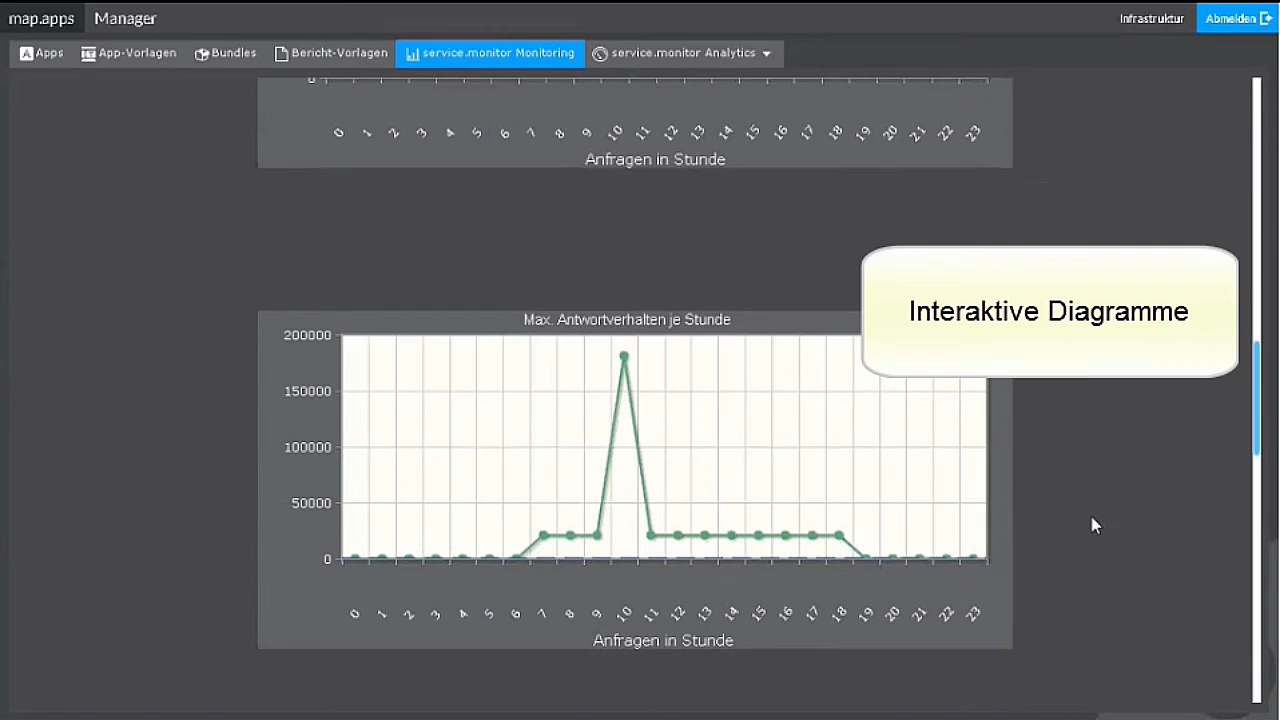 map.apps Manager Infrastruktur Abmelden
Apps App-Vorlagen Bundles Bericht-Vorlagen service.monitor Monitoring service.monitor Analytics
0
0 1 2 3 4 5 6 7 8 9 10 11 12 13 14 15 16 17 18 19 20 21 22 23
Anfragen in Stunde
Interaktive Diagramme
Max. Antwortverhalten je Stunde
200000
150000
100000
50000
0
0 1 2 3 4 5 6 7 8 9 10 11 12 13 14 15 16 17 18 19 20 21 22 23
Anfragen in Stunde